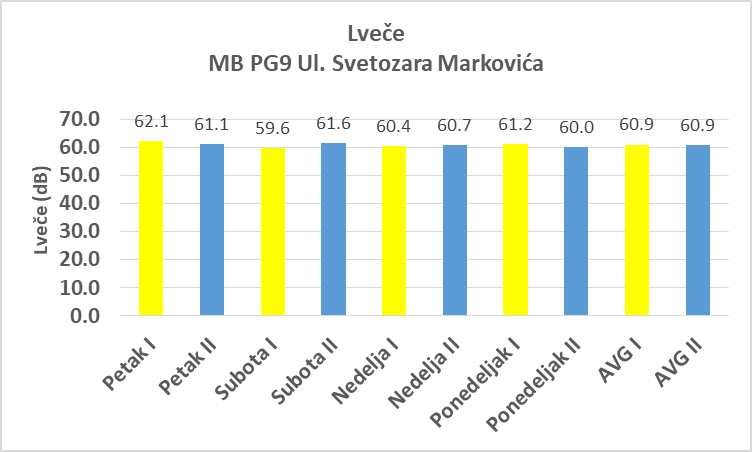 Lveče
MB PG9 Ul. Svetozara Markovića
Lveče (dB)
70.0
60.0
50.0
40.0
30.0
20.0
10.0
0.0
62.1 61.1 59.6 61.6 60.4 60.7 61.2 60.0 60.9 60.9
Petak I Petak II Subota I Subota II Nedelja I Nedelja II Ponedeljak I Ponedeljak II AVG I AVG II